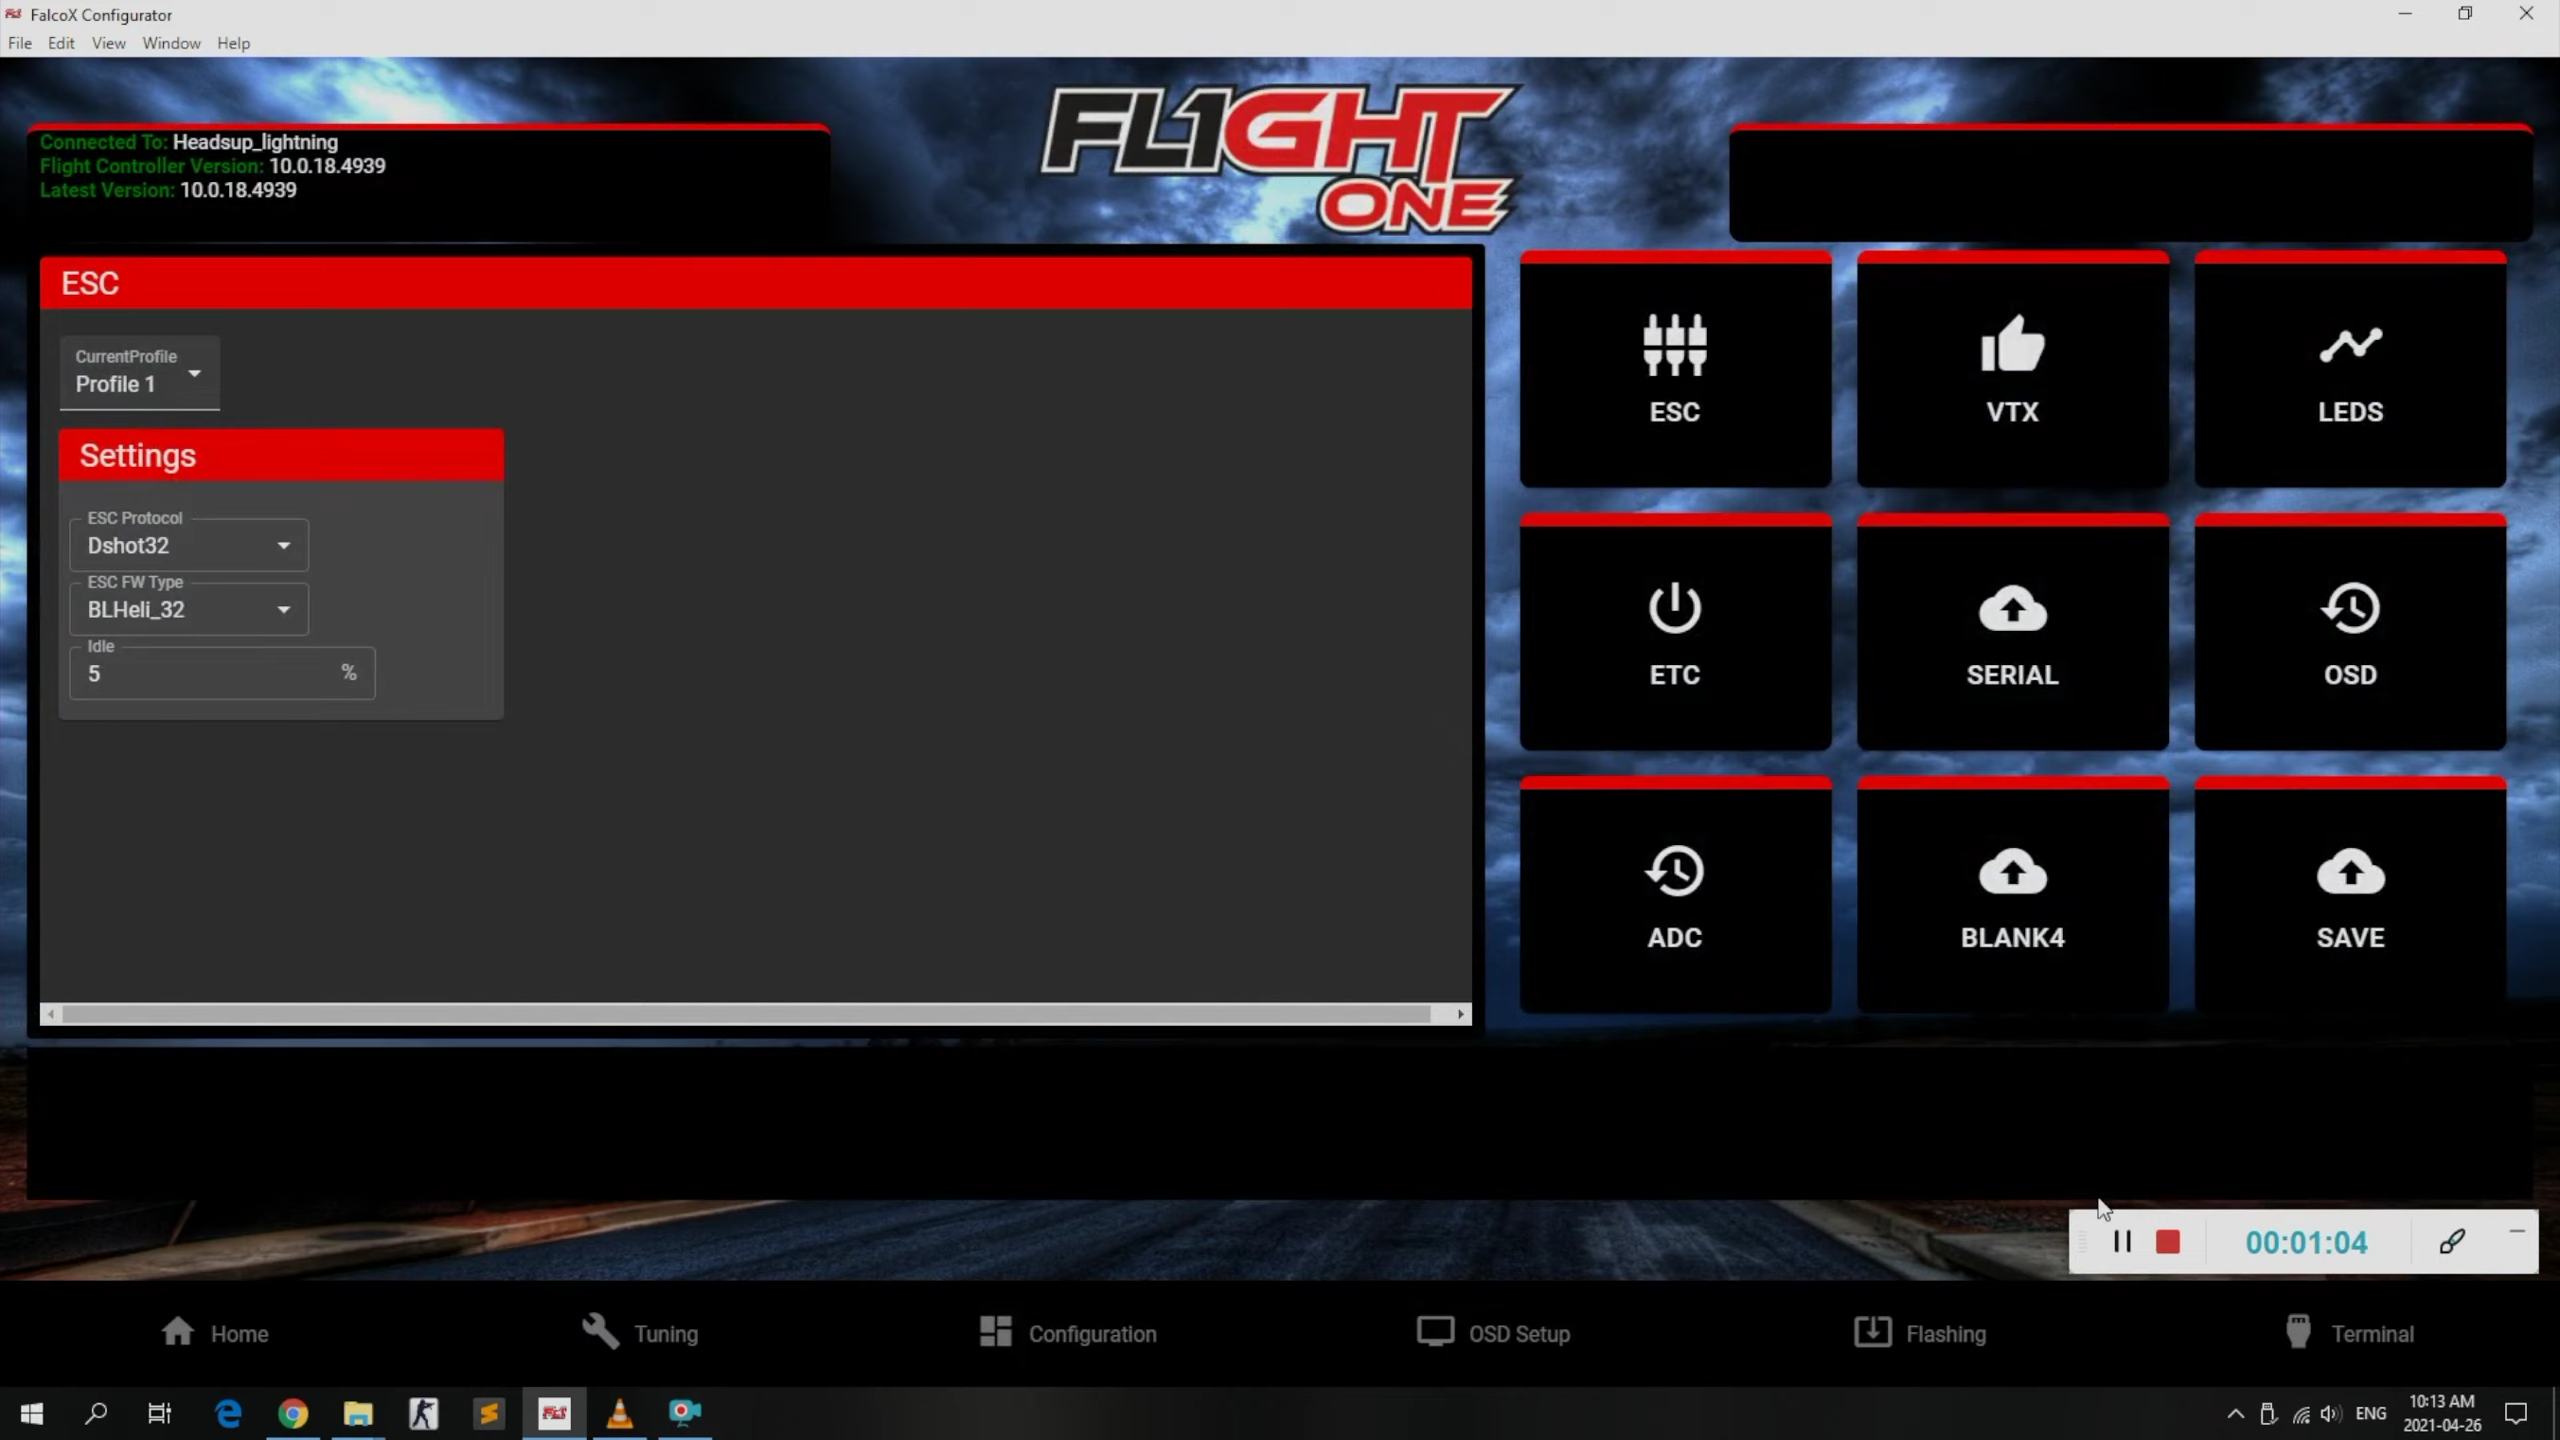 FalcoX Configurator
File Edit View Window Help
FL1GHT
ONE
Connected To: Headsup_lightning
Flight Controller Version: 10.0.18.4939
Latest Version: 10.0.18.4939
ESC
CurrentProfile
Profile 1
Settings
ESC Protocol
Dshot32
ESC FW Type
BLHeli_32
Idle
5 %
ESC VTX LEDS
ETC SERIAL OSD
ADC BLANK4 SAVE
00:01:04
Home Tuning Configuration OSD Setup Flashing Terminal
ENG
10:13 AM
2021-04-26